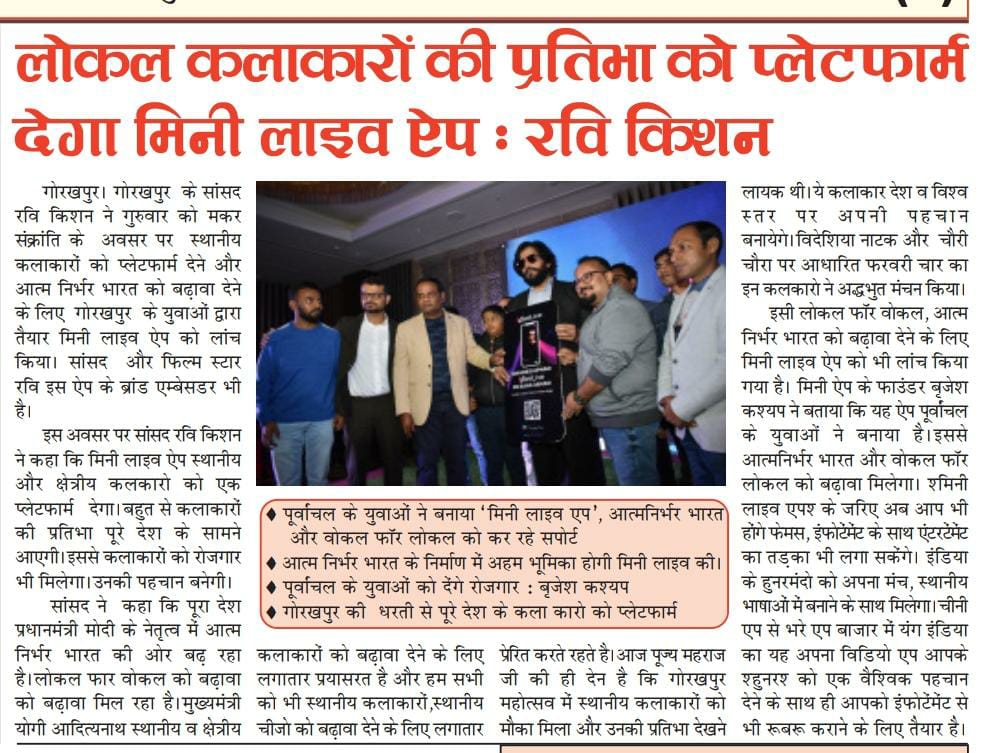 लोकल कलाकारों की प्रतिभा को प्लेटफार्म
देगा मिनी लाइव ऐप : रवि किशन
गोरखपुर। गोरखपुर के सांसद
रवि किशन ने गुरुवार को मकर
संक्रांति के अवसर पर स्थानीय
कलाकारों को प्लेटफार्म देने और
आत्म निर्भर भारत को बढ़ावा देने
के लिए गोरखपुर के युवाओं द्वारा
तैयार मिनी लाइव ऐप को लांच
किया। सांसद और फिल्म स्टार
रवि इस ऐप के ब्रांड एम्बेसडर भी
है।
इस अवसर पर सांसद रवि किशन
ने कहा कि मिनी लाइव ऐप स्थानीय
और क्षेत्रीय कलकारो को एक
प्लेटफार्म देगा।बहुत से कलाकारों
की प्रतिभा पूरे देश के सामने
आएगी।इससे कलाकारों को रोजगार
भी मिलेगा।उनकी पहचान बनेगी।
सांसद ने कहा कि पूरा देश
प्रधानमंत्री मोदी के नेतृत्व में आत्म
निर्भर भारत की ओर बढ़ रहा
है।लोकल फार वोकल को बढ़ावा
को बढ़ावा मिल रहा है।मुख्यमंत्री
योगी आदित्यनाथ स्थानीय व क्षेत्रीय
♦ पूर्वाचल के युवाओं ने बनाया ‘मिनी लाइव एप’, आत्मनिर्भर भारत
और वोकल फॉर लोकल को कर रहे सपोर्ट
♦ आत्म निर्भर भारत के निर्माण में अहम भूमिका होगी मिनी लाइव की।
♦ पूर्वाचल के युवाओं को देंगे रोजगार : बृजेश कश्यप
♦ गोरखपुर की धरती से पूरे देश के कला कारो को प्लेटफार्म
कलाकारों को बढ़ावा देने के लिए
लगातार प्रयासरत है और हम सभी
को भी स्थानीय कलाकारों,स्थानीय
चीजो को बढ़ावा देने के लिए लगातार
प्रेरित करते रहते है।आज पूज्य महराज
जी की ही देन है कि गोरखपुर
महोत्सव में स्थानीय कलाकारों को
मौका मिला और उनकी प्रतिभा देखने
लायक थी।ये कलाकार देश व विश्व
स्तर पर अपनी पहचान
बनायेगे।विदेशिया नाटक और चौरी
चौरा पर आधारित फरवरी चार का
इन कलकारो ने अद्धभुत मंचन किया।
इसी लोकल फॉर वोकल, आत्म
निर्भर भारत को बढ़ावा देने के लिए
मिनी लाइव ऐप को भी लांच किया
गया है। मिनी ऐप के फाउंडर बृजेश
कश्यप ने बताया कि यह ऐप पूर्वांचल
के युवाओं ने बनाया है।इससे
आत्मनिर्भर भारत और वोकल फॉर
लोकल को बढ़ावा मिलेगा। श्मिनी
लाइव एपश के जरिए अब आप भी
होंगे फेमस, इंफोटेंमेंट के साथ एंटरटेंमेंट
का तड़का भी लगा सकेंगे। इंडिया
के हुनरमंदो को अपना मंच, स्थानीय
भाषाओं में बनाने के साथ मिलेगा।चीनी
एप से भरे एप बाजार में यंग इंडिया
का यह अपना विडियो एप आपके
श्हुनरश को एक वैश्विक पहचान
देने के साथ ही आपको इंफोटेंमेंट से
भी रूबरू कराने के लिए तैयार है।